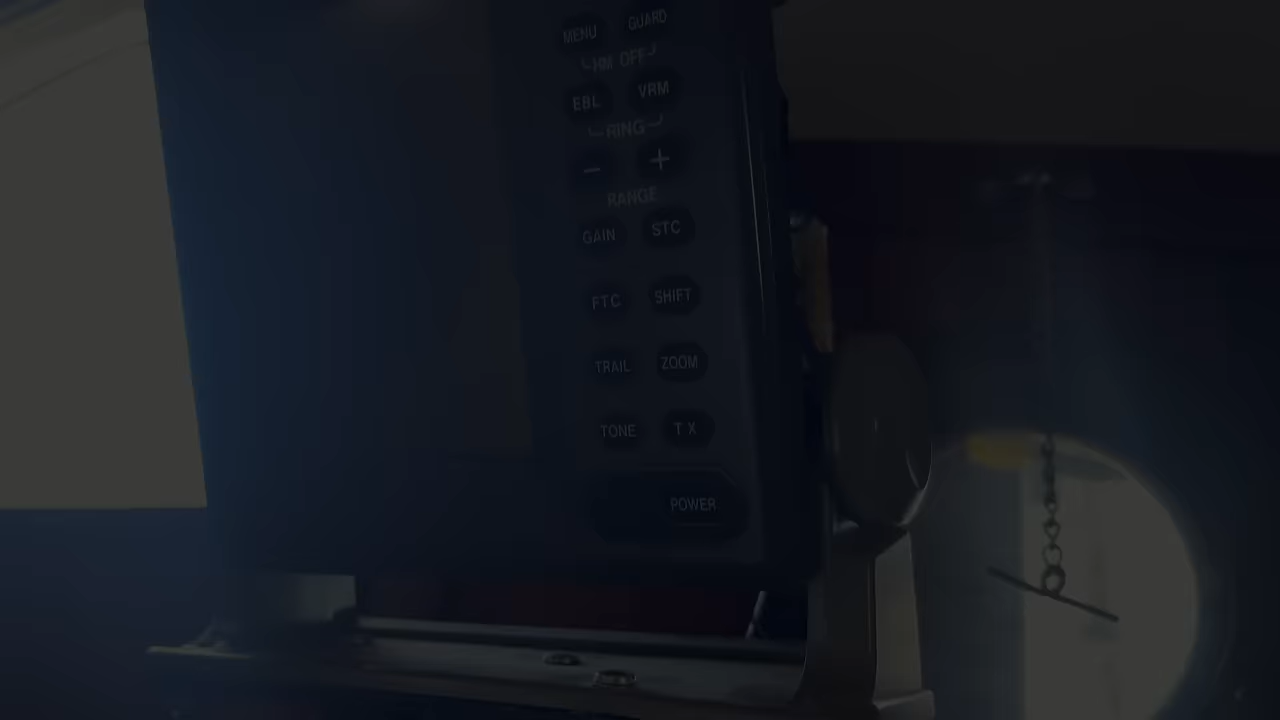 MENU GUARD
HM OFF
EBL VRM
RING
- +
RANGE
GAIN STC
FTC SHIFT
TRAIL ZOOM
TONE TX
POWER